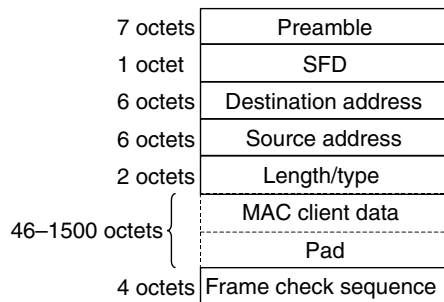 7 octets Preamble
1 octet SFD
6 octets Destination address
6 octets Source address
2 octets Length/type
46–1500 octets MAC client data
Pad
4 octets Frame check sequence